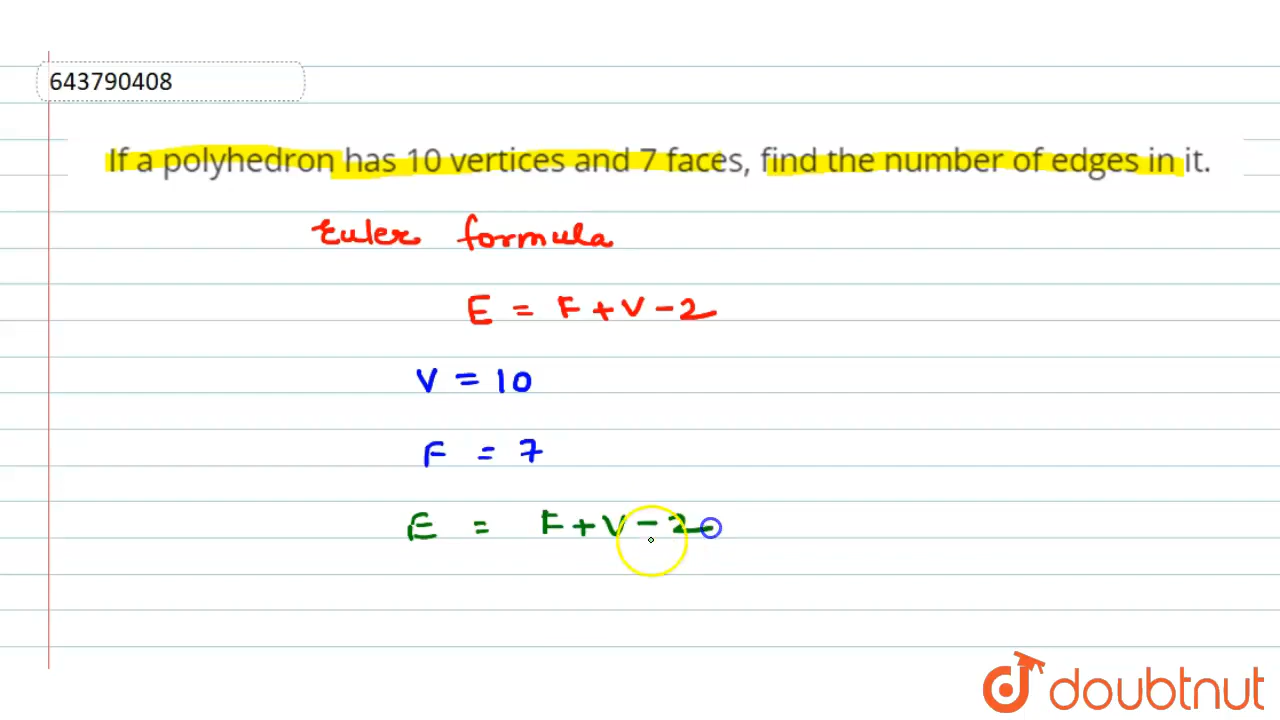 643790408
If a polyhedron has 10 vertices and 7 faces, find the number of edges in it.
Euler formula
E = F + V - 2
V = 10
F = 7
E = F + V - 2
doubtnut